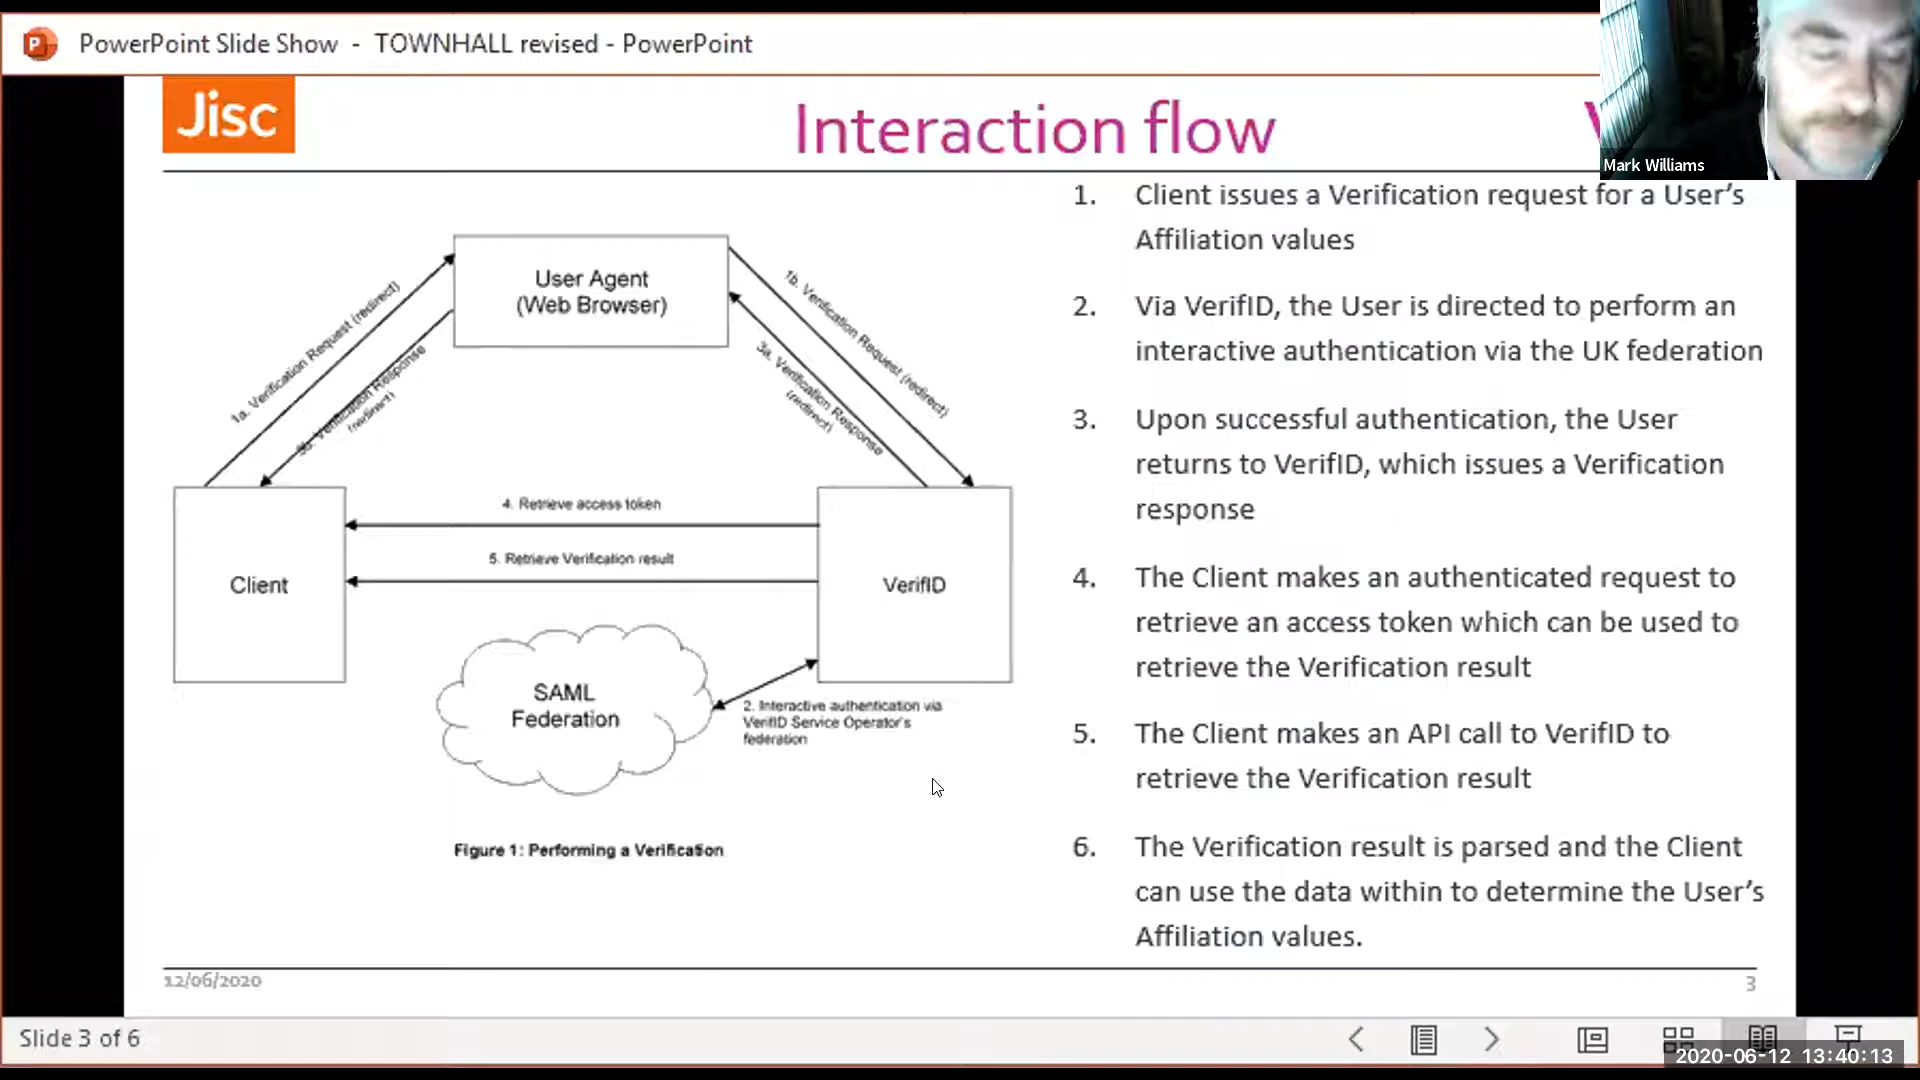 PowerPoint Slide Show - TOWNHALL revised - PowerPoint
Jisc
Interaction flow
Mark Williams
User Agent
(Web Browser)
1a. Verification Request (redirect)
3b. Verification Response
(redirect)
1b. Verification Request (redirect)
3a. Verification Response
(redirect)
4. Retrieve access token
5. Retrieve Verification result
Client
VerifID
SAML
Federation
2. Interactive authentication via
VerifID Service Operator's
federation
Figure 1: Performing a Verification
1. Client issues a Verification request for a User's
Affiliation values
2. Via VerifID, the User is directed to perform an
interactive authentication via the UK federation
3. Upon successful authentication, the User
returns to VerifID, which issues a Verification
response
4. The Client makes an authenticated request to
retrieve an access token which can be used to
retrieve the Verification result
5. The Client makes an API call to VerifID to
retrieve the Verification result
6. The Verification result is parsed and the Client
can use the data within to determine the User's
Affiliation values.
12/06/2020
3
Slide 3 of 6
2020-06-12 13:40:13